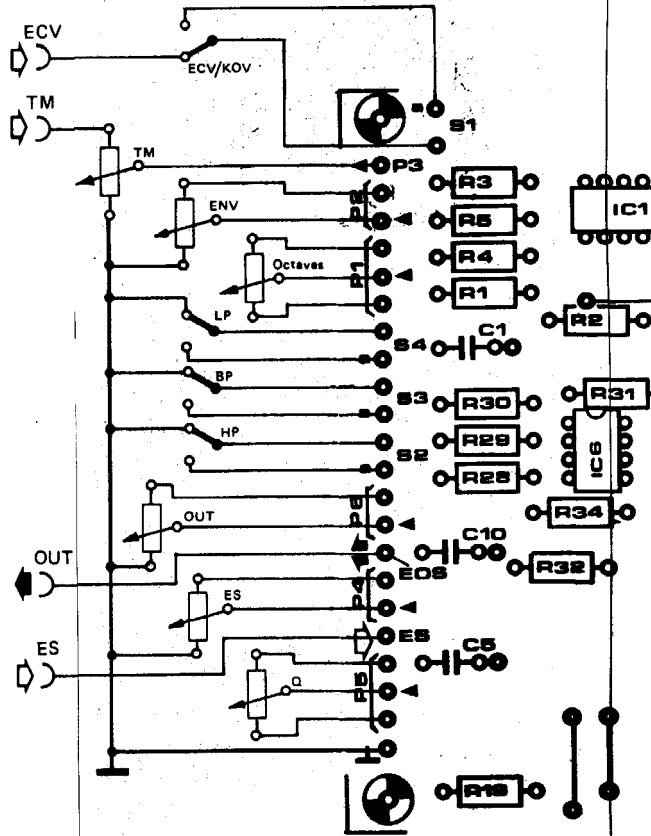 ECV
ECV/KOV
TM
S1
TM
P3
R3
P2
ENV
R5
IC1
R4
Octaves
P1
R1
LP
R2
S4
C1
BP
S3
R30
R31
HP
R29
S2
IC6
R28
P6
OUT
R34
C10
OUT
EOS
R32
P4
ES
ES
ES
C5
Q
P5